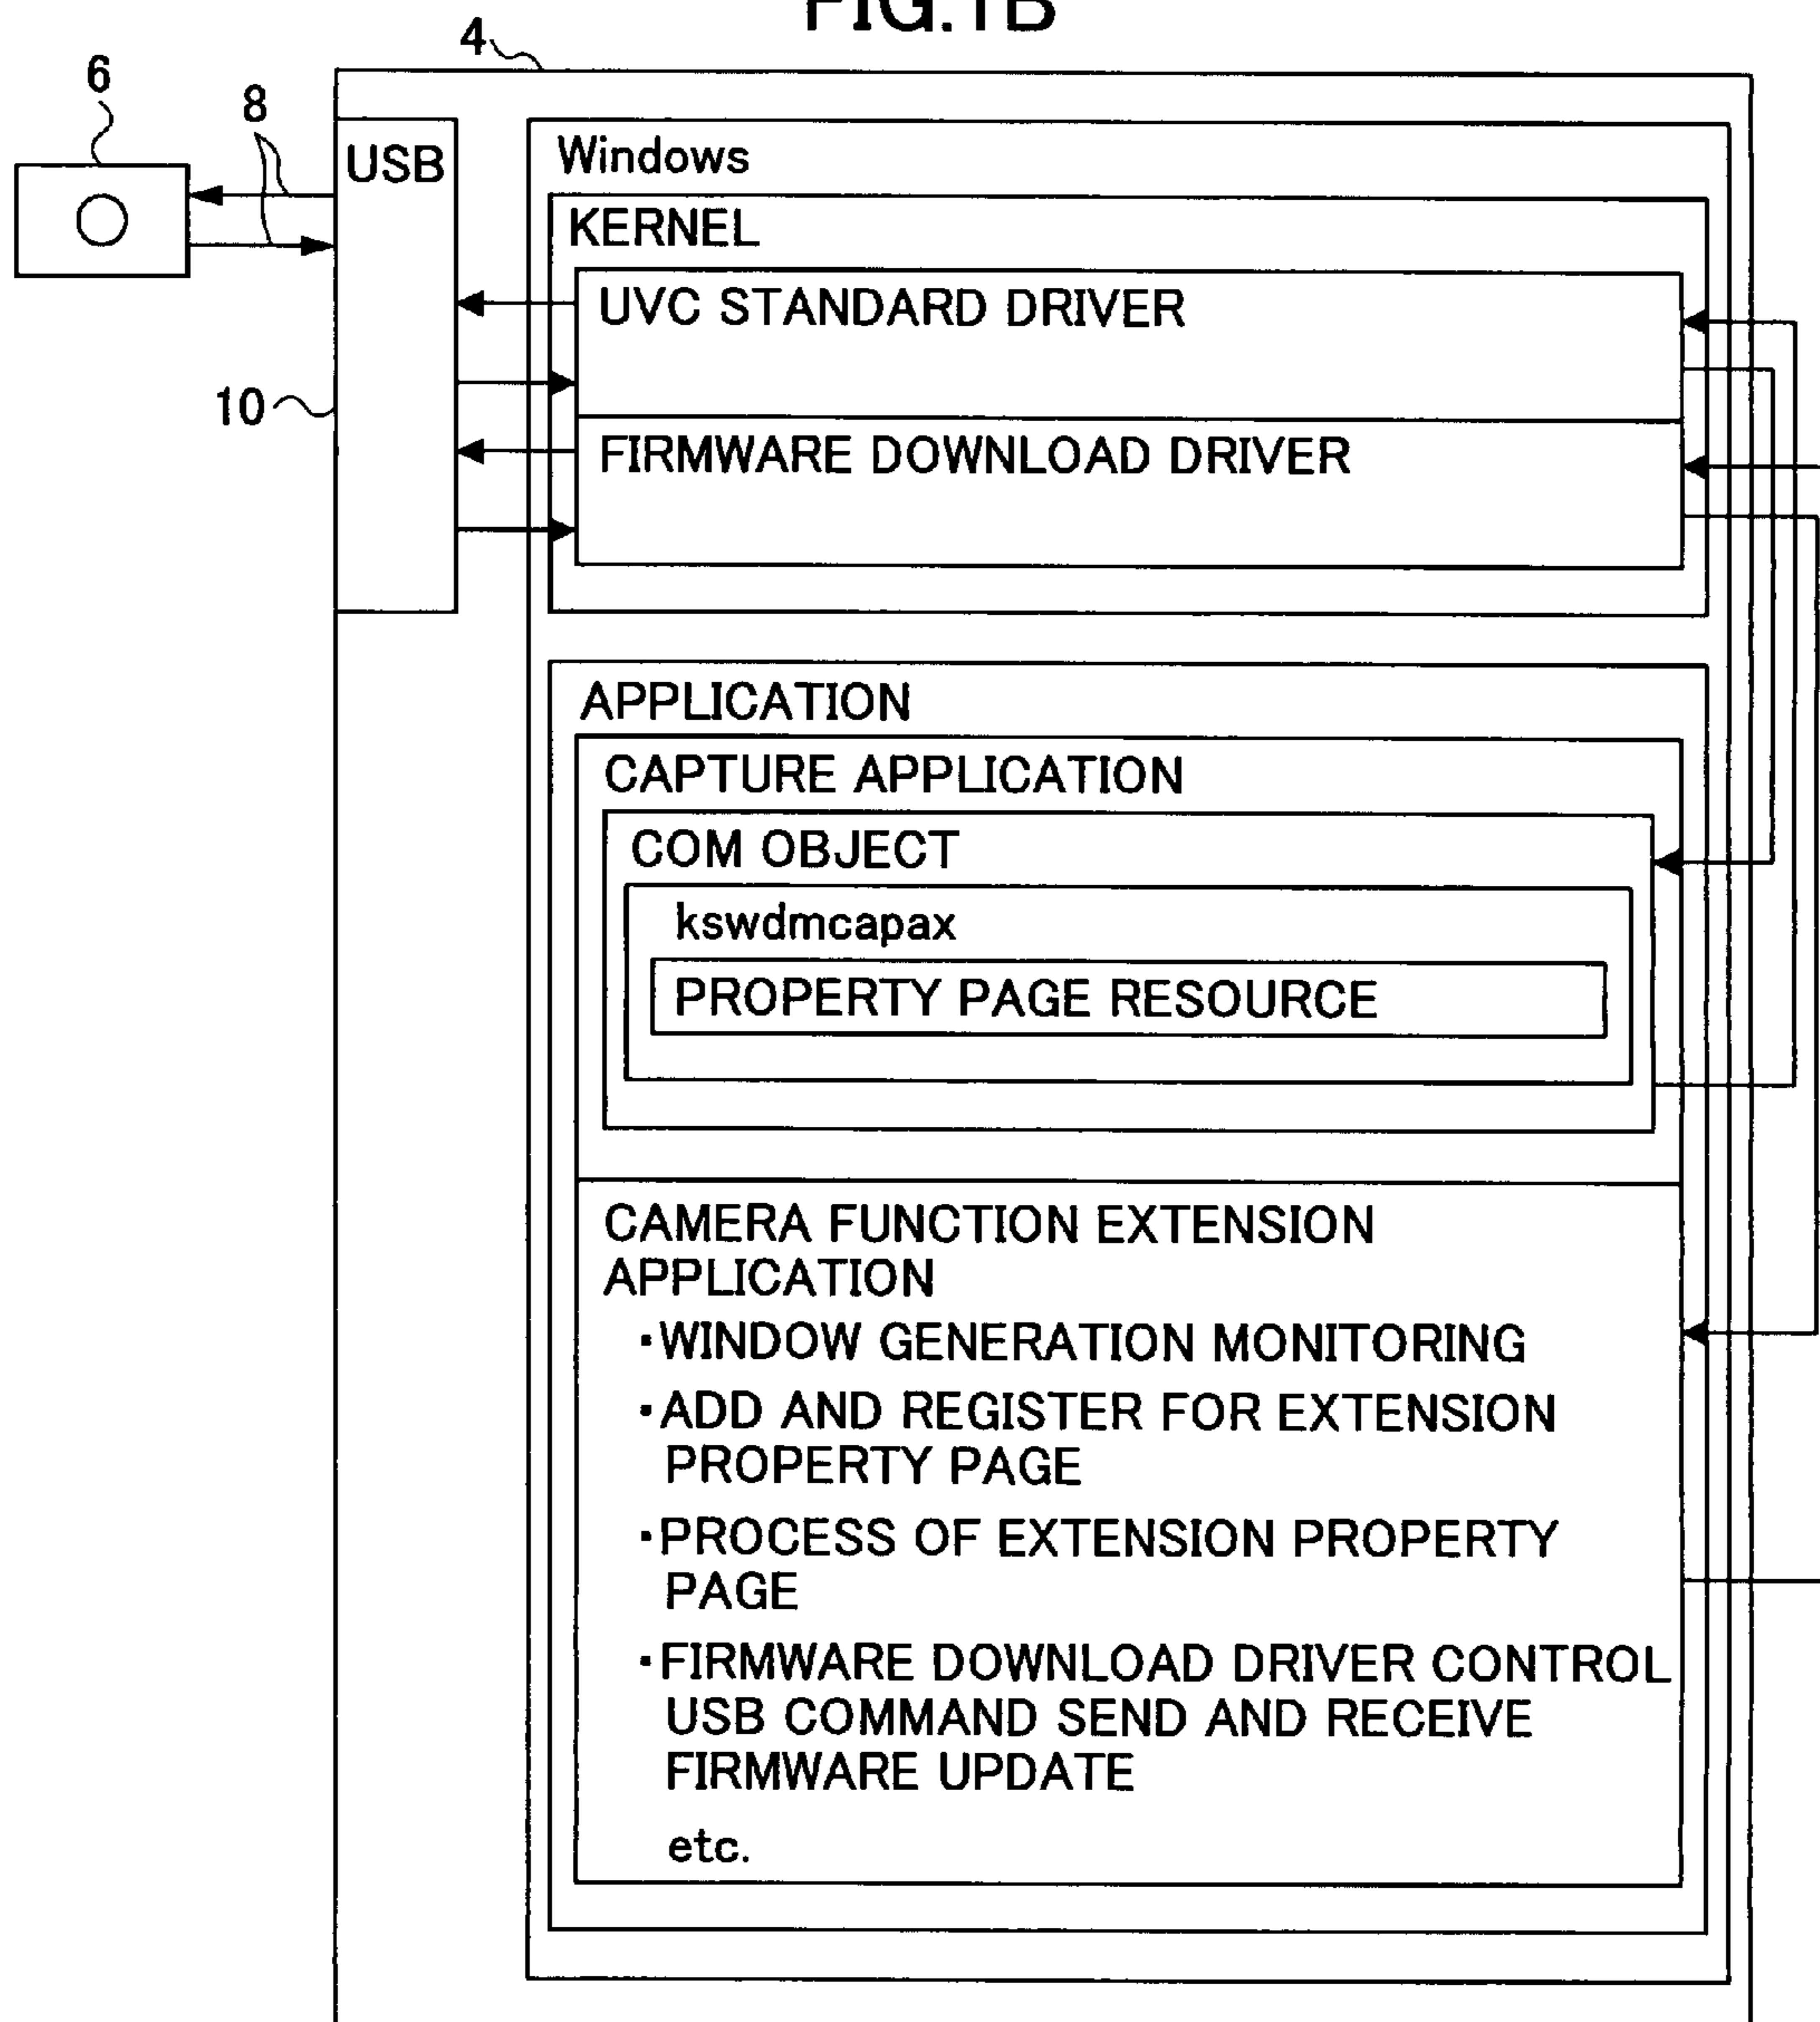 FIG.1B
4
6
8
USB
Windows
KERNEL
UVC STANDARD DRIVER
10
FIRMWARE DOWNLOAD DRIVER
APPLICATION
CAPTURE APPLICATION
COM OBJECT
kswdmcapax
PROPERTY PAGE RESOURCE
CAMERA FUNCTION EXTENSION
APPLICATION
・WINDOW GENERATION MONITORING
・ADD AND REGISTER FOR EXTENSION
PROPERTY PAGE
・PROCESS OF EXTENSION PROPERTY
PAGE
・FIRMWARE DOWNLOAD DRIVER CONTROL
USB COMMAND SEND AND RECEIVE
FIRMWARE UPDATE
etc.